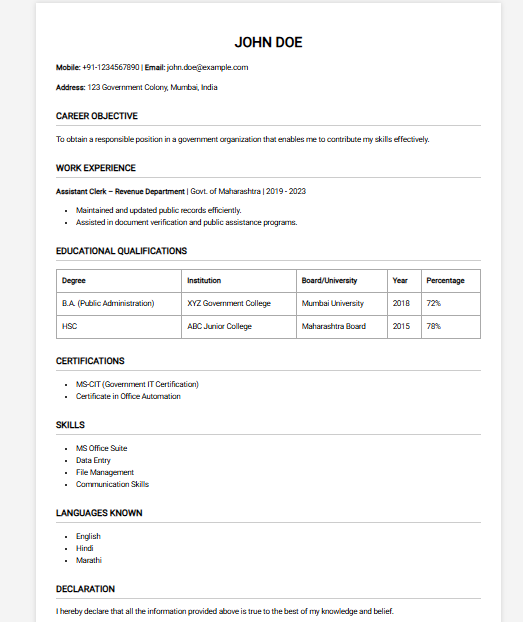 JOHN DOE
Mobile: +91-1234567890 | Email: john.doe@example.com
Address: 123 Government Colony, Mumbai, India
CAREER OBJECTIVE
To obtain a responsible position in a government organization that enables me to contribute my skills effectively.
WORK EXPERIENCE
Assistant Clerk – Revenue Department | Govt. of Maharashtra | 2019 - 2023
• Maintained and updated public records efficiently.
• Assisted in document verification and public assistance programs.
EDUCATIONAL QUALIFICATIONS
Degree Institution Board/University Year Percentage
B.A. (Public Administration) XYZ Government College Mumbai University 2018 72%
HSC ABC Junior College Maharashtra Board 2015 78%
CERTIFICATIONS
• MS-CIT (Government IT Certification)
• Certificate in Office Automation
SKILLS
• MS Office Suite
• Data Entry
• File Management
• Communication Skills
LANGUAGES KNOWN
• English
• Hindi
• Marathi
DECLARATION
I hereby declare that all the information provided above is true to the best of my knowledge and belief.